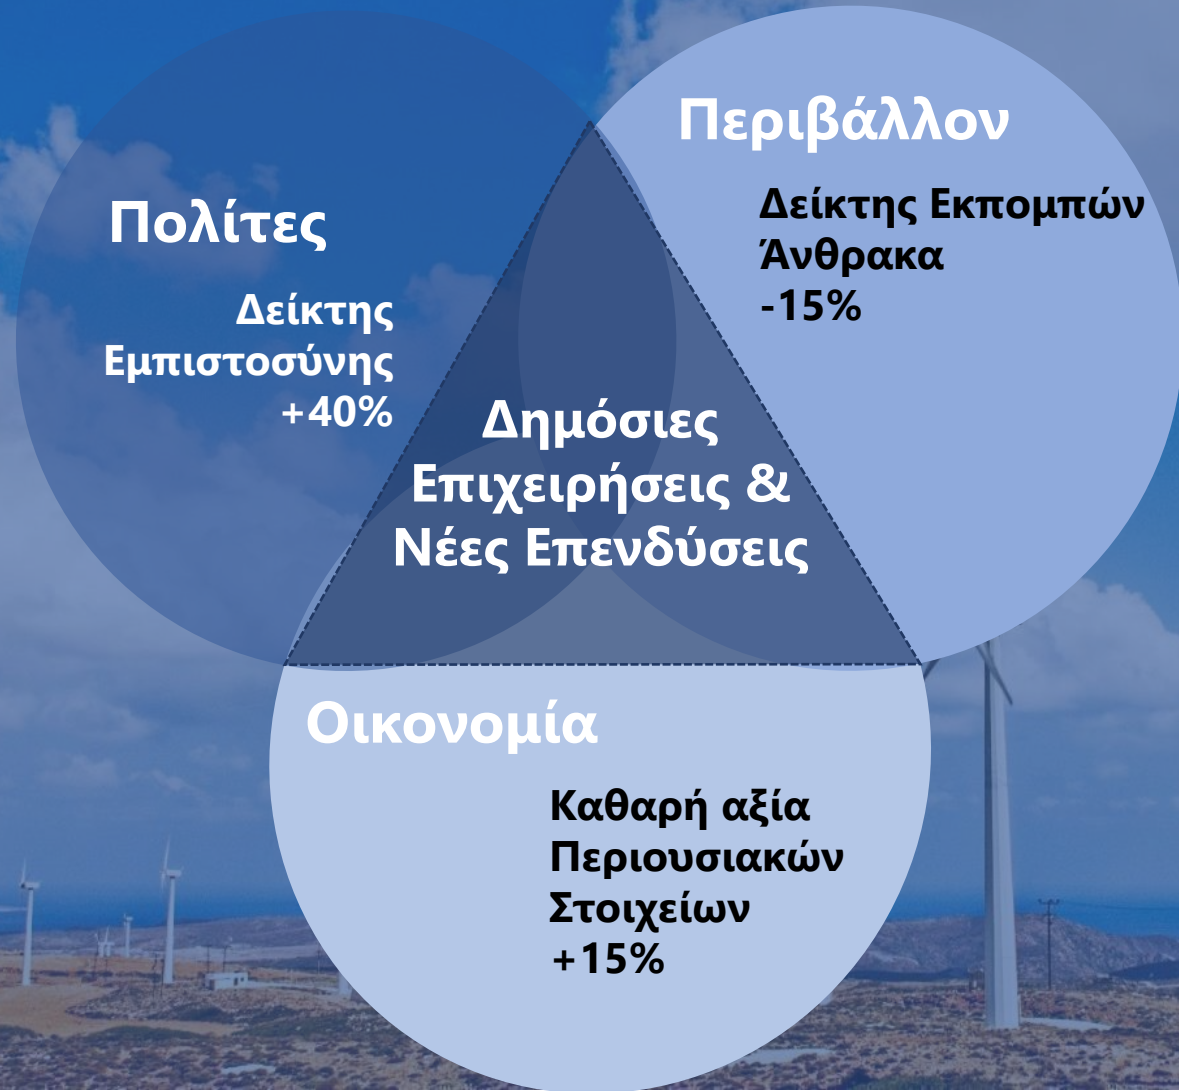 Περιβάλλον
Δείκτης Εκπομπών
Άνθρακα
-15%
Πολίτες
Δείκτης
Εμπιστοσύνης
+40%
Δημόσιες
Επιχειρήσεις &
Νέες Επενδύσεις
Οικονομία
Καθαρή αξία
Περιουσιακών
Στοιχείων
+15%